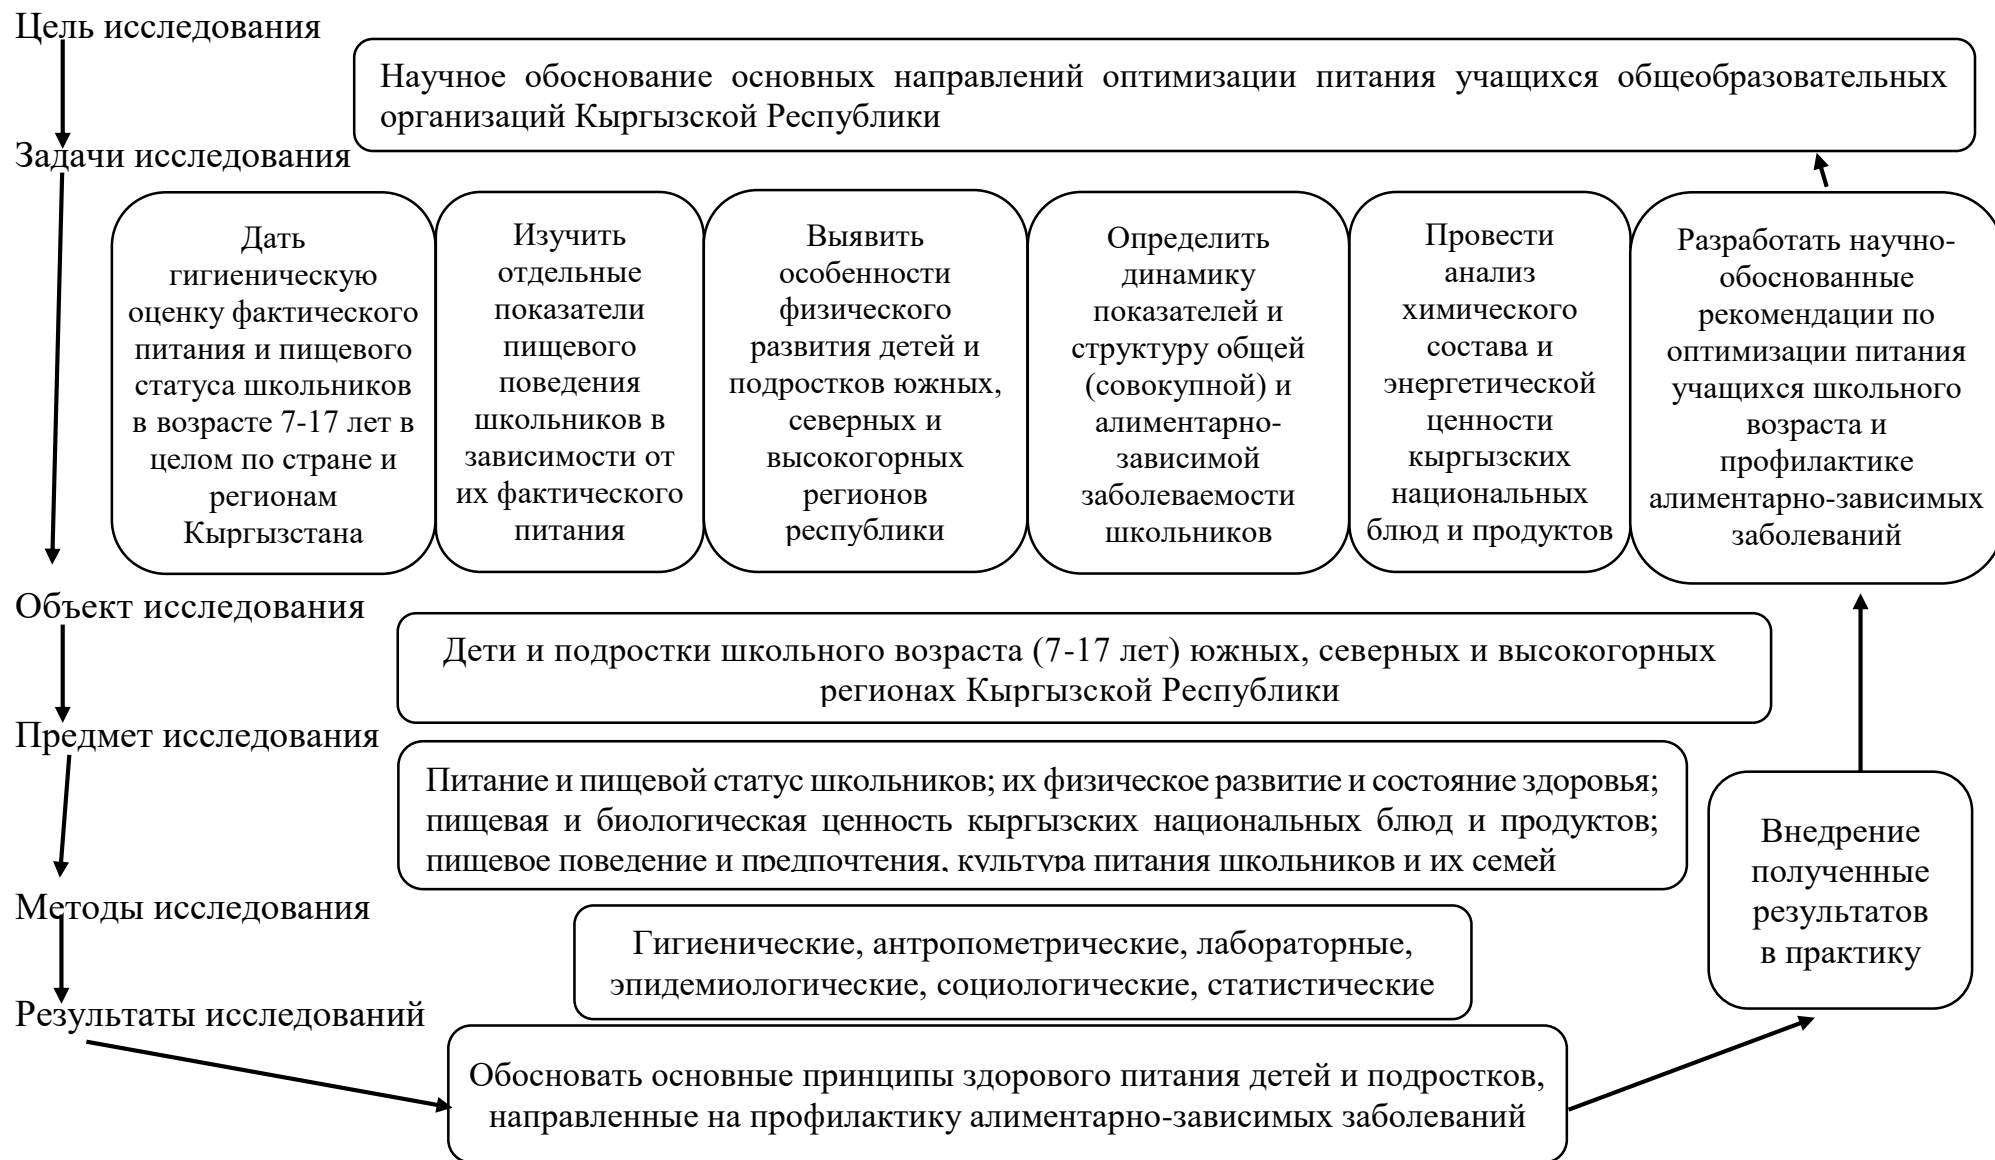 Цель исследования
Научное обоснование основных направлений оптимизации питания учащихся общеобразовательных
организаций Кыргызской Республики
Задачи исследования
Дать
гигиеническую
оценку фактического
питания и пищевого
статуса школьников
в возрасте 7-17 лет в
целом по стране и
регионам
Кыргызстана
Изучить
отдельные
показатели
пищевого
поведения
школьников в
зависимости от
их фактического
питания
Выявить
особенности
физического
развития детей и
подростков южных,
северных и
высокогорных
регионов
республики
Определить
динамику
показателей и
структуру общей
(совокупной) и
алиментарно-
зависимой
заболеваемости
школьников
Провести
анализ
химического
состава и
энергетической
ценности
кыргызских
национальных
блюд и продуктов
Разработать научно-
обоснованные
рекомендации по
оптимизации питания
учащихся школьного
возраста и
профилактике
алиментарно-зависимых
заболеваний
Объект исследования
Дети и подростки школьного возраста (7-17 лет) южных, северных и высокогорных
регионах Кыргызской Республики
Предмет исследования
Питание и пищевой статус школьников; их физическое развитие и состояние здоровья;
пищевая и биологическая ценность кыргызских национальных блюд и продуктов;
пищевое поведение и предпочтения, культура питания школьников и их семей
Внедрение
полученных
результатов
в практику
Методы исследования
Гигиенические, антропометрические, лабораторные,
эпидемиологические, социологические, статистические
Результаты исследований
Обосновать основные принципы здорового питания детей и подростков,
направленные на профилактику алиментарно-зависимых заболеваний